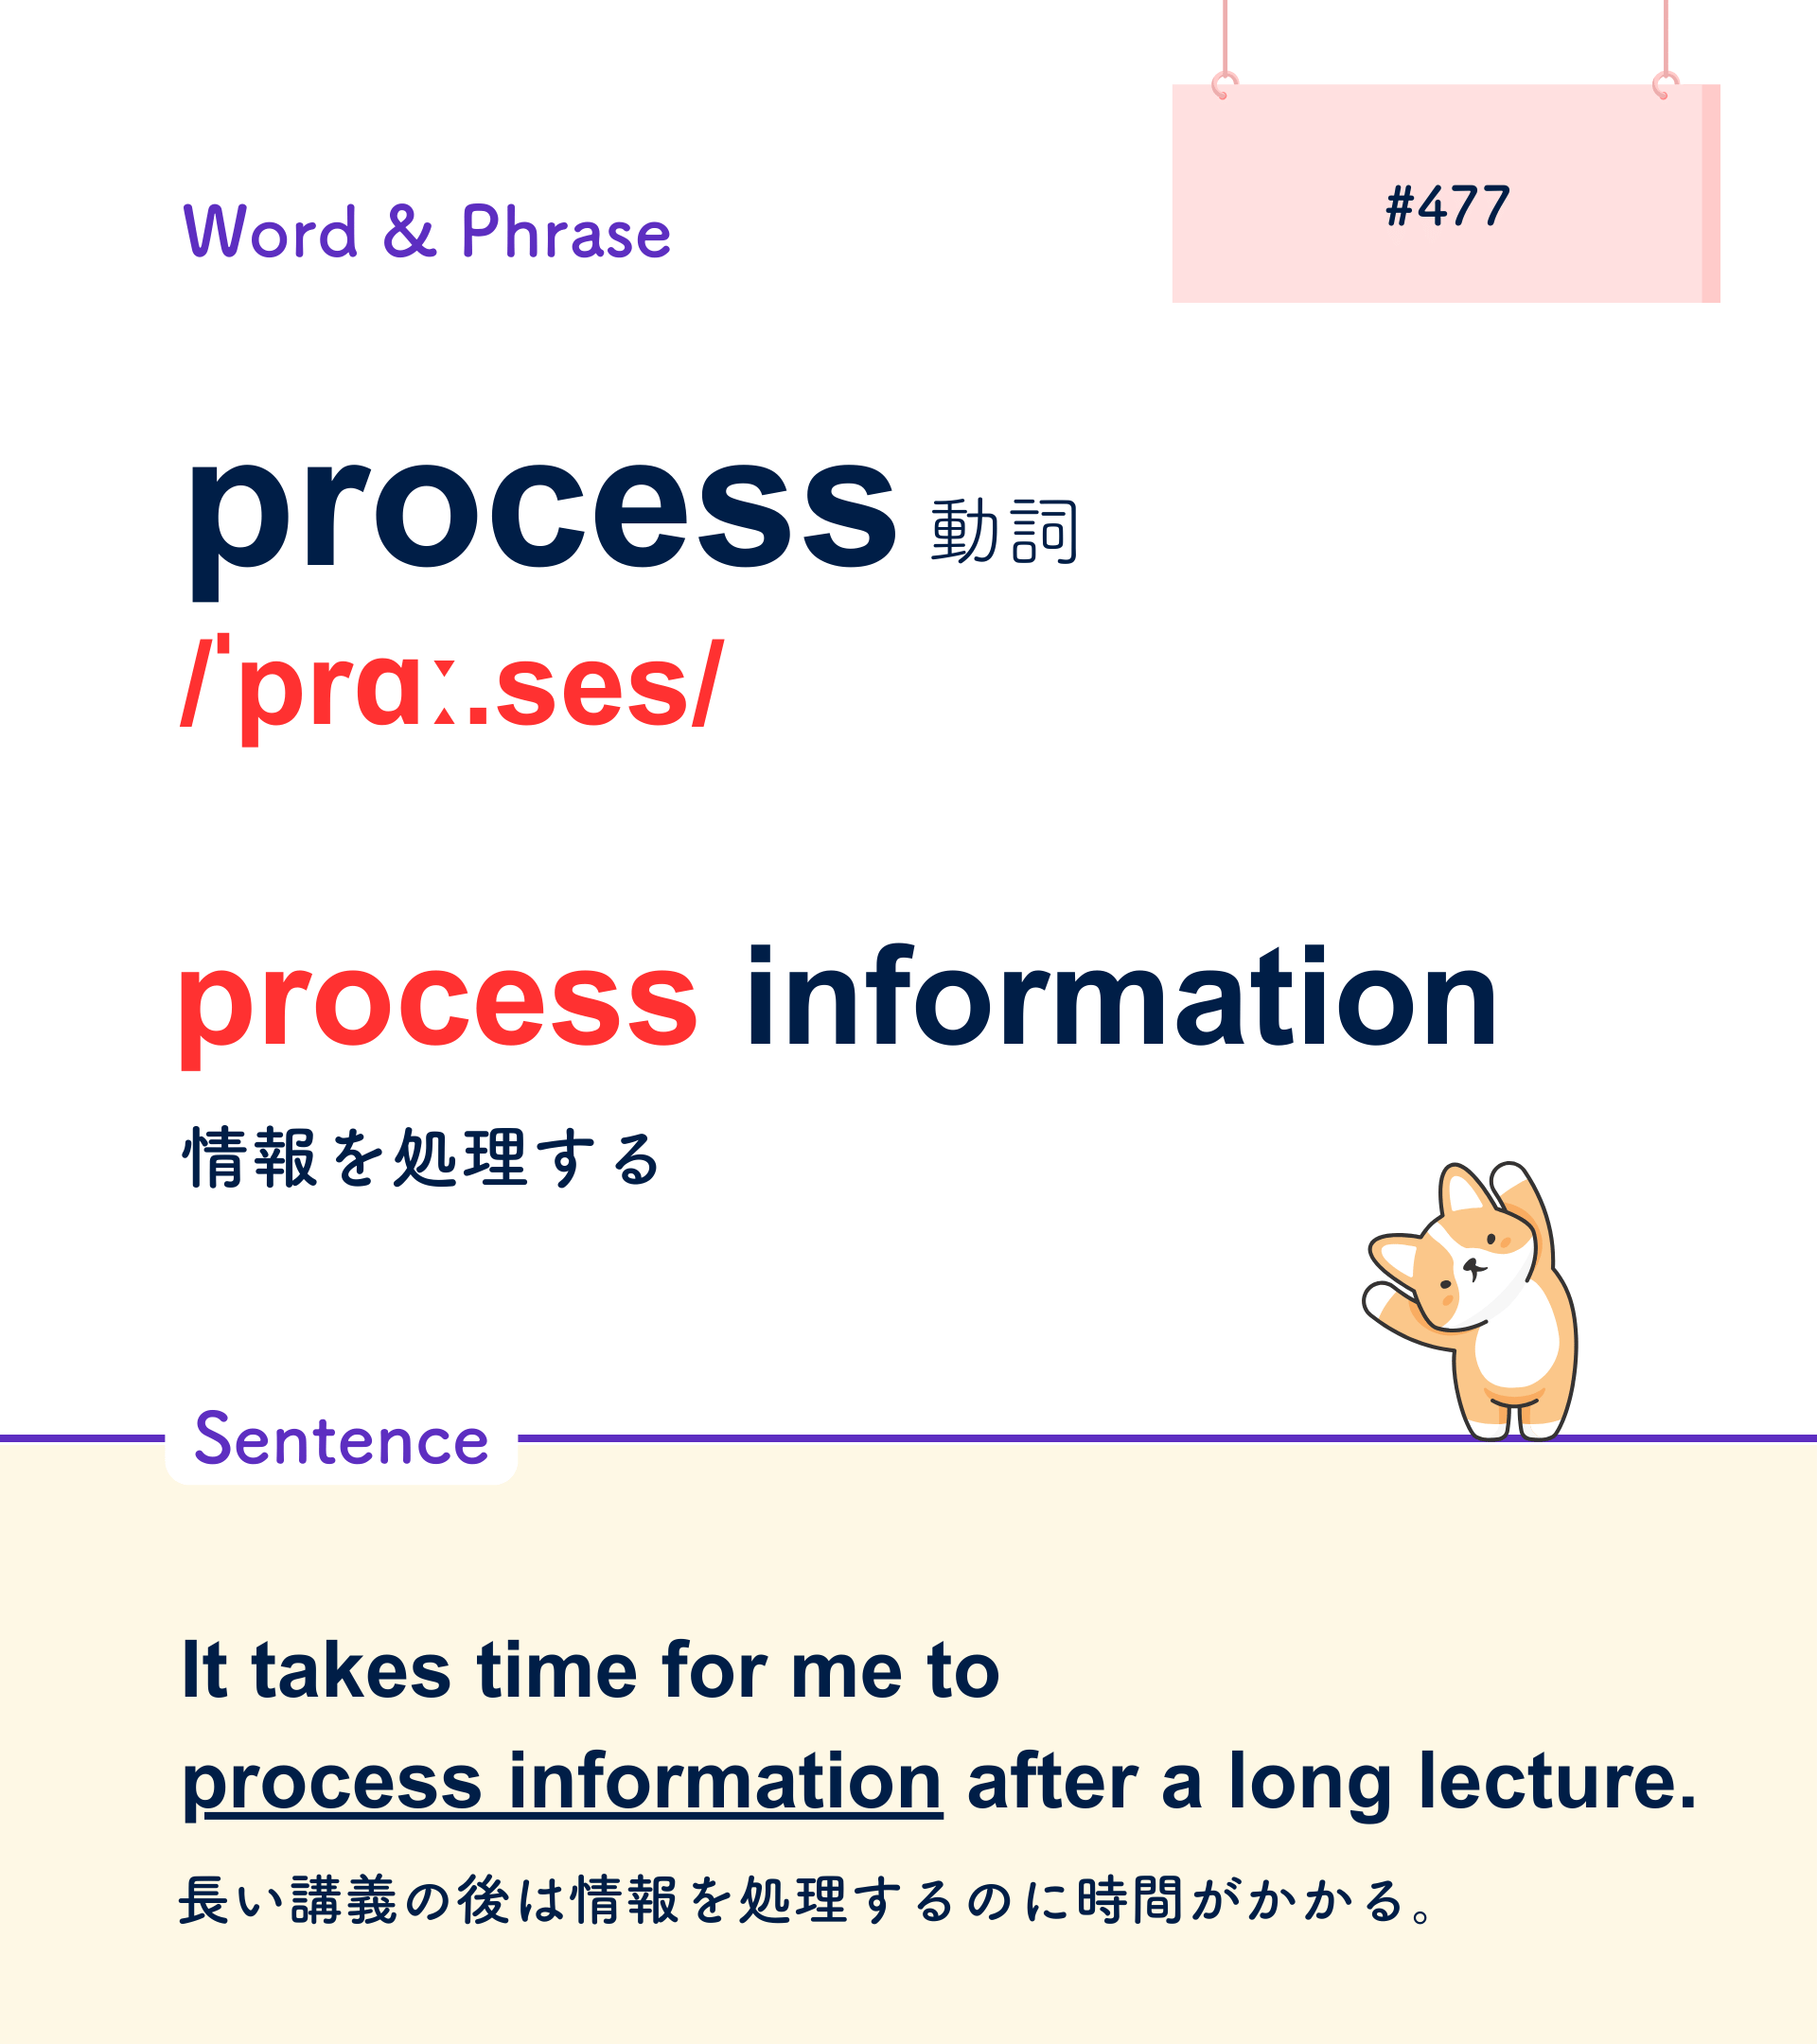 #477
Word & Phrase
process 動詞
/ˈprɑː.ses/
process information
情報を処理する
Sentence
It takes time for me to
process information after a long lecture.
長い講義の後は情報を処理するのに時間がかかる。